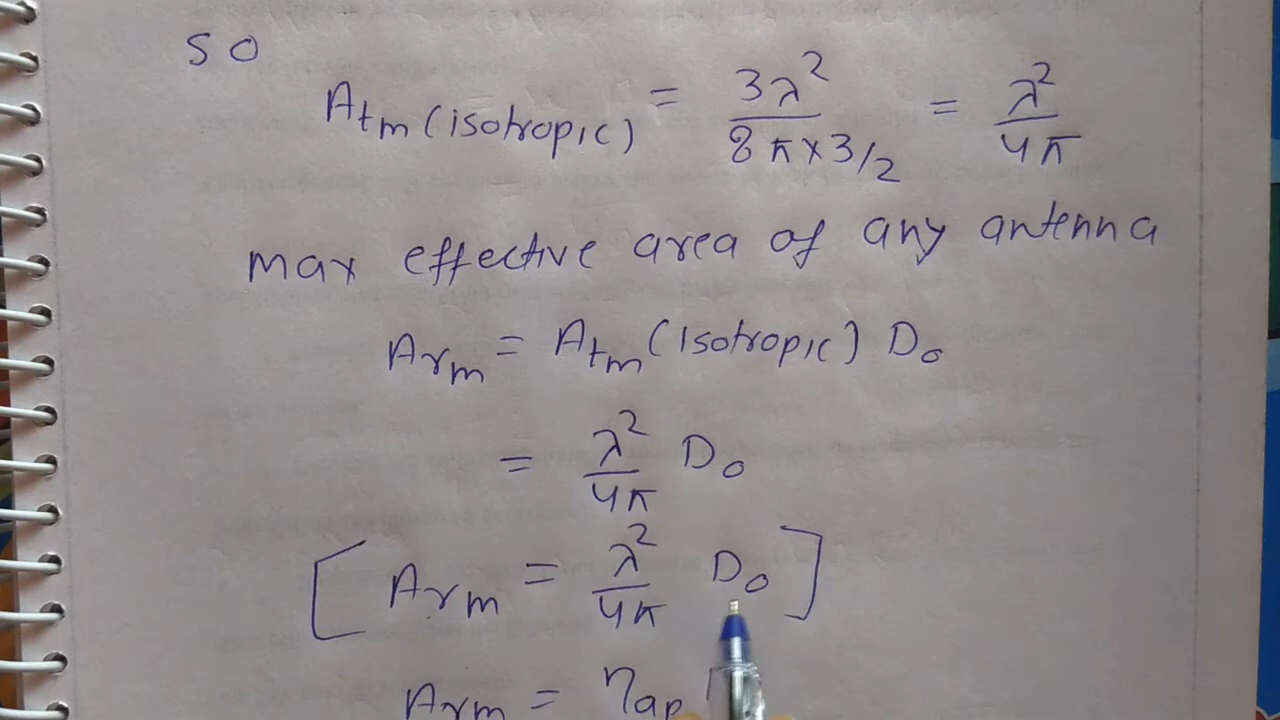 so
Atm (isotropic) = 3λ² / 8π×3/2 = λ² / 4π
max effective area of any antenna
Arm = Atm (isotropic) D₀
= λ² / 4π D₀
[ Arm = λ² / 4π D₀ ]
Arm = ηap